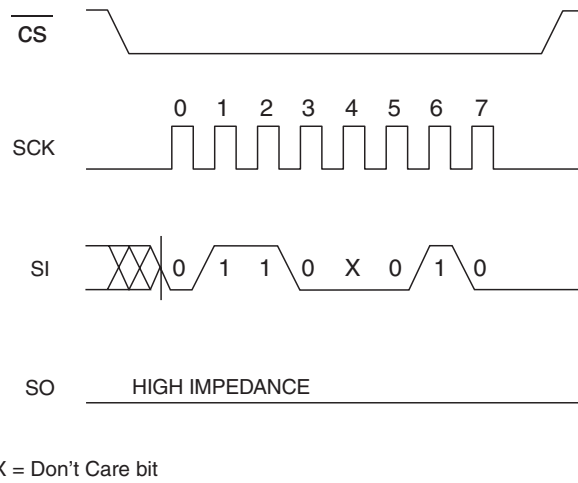 CS
0 1 2 3 4 5 6 7
SCK
SI 0 1 1 0 X 0 1 0
SO HIGH IMPEDANCE
X = Don't Care bit